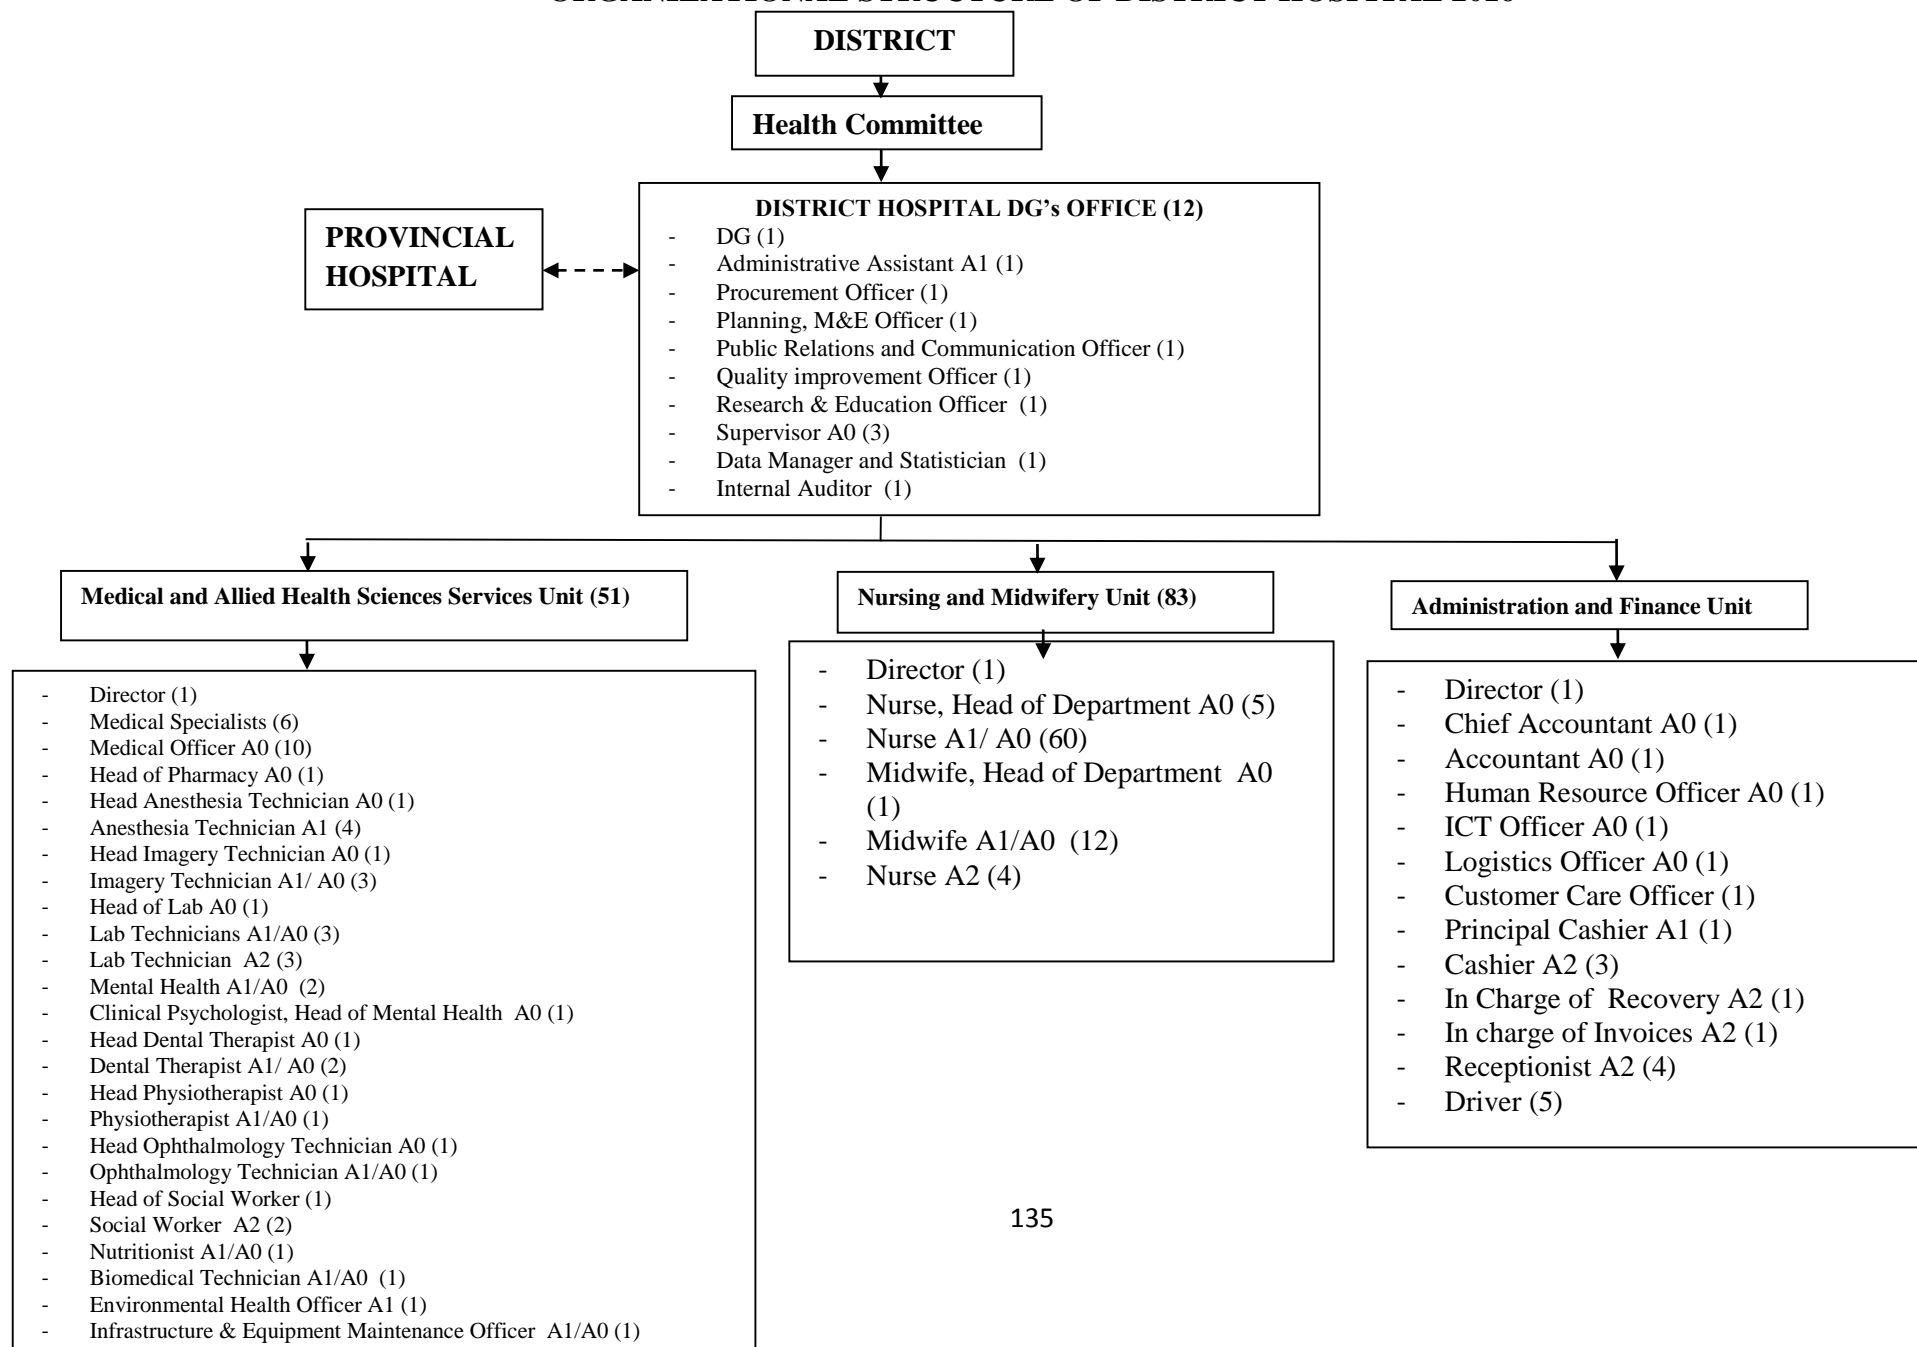 DISTRICT
Health Committee
DISTRICT HOSPITAL DG’s OFFICE (12)
- DG (1)
- Administrative Assistant A1 (1)
- Procurement Officer (1)
- Planning, M&E Officer (1)
- Public Relations and Communication Officer (1)
- Quality improvement Officer (1)
- Research & Education Officer (1)
- Supervisor A0 (3)
- Data Manager and Statistician (1)
- Internal Auditor (1)
PROVINCIAL
HOSPITAL
Medical and Allied Health Sciences Services Unit (51)
- Director (1)
- Medical Specialists (6)
- Medical Officer A0 (10)
- Head of Pharmacy A0 (1)
- Head Anesthesia Technician A0 (1)
- Anesthesia Technician A1 (4)
- Head Imagery Technician A0 (1)
- Imagery Technician A1/ A0 (3)
- Head of Lab A0 (1)
- Lab Technicians A1/A0 (3)
- Lab Technician A2 (3)
- Mental Health A1/A0 (2)
- Clinical Psychologist, Head of Mental Health A0 (1)
- Head Dental Therapist A0 (1)
- Dental Therapist A1/ A0 (2)
- Head Physiotherapist A0 (1)
- Physiotherapist A1/A0 (1)
- Head Ophthalmology Technician A0 (1)
- Ophthalmology Technician A1/A0 (1)
- Head of Social Worker (1)
- Social Worker A2 (2)
- Nutritionist A1/A0 (1)
- Biomedical Technician A1/A0 (1)
- Environmental Health Officer A1 (1)
- Infrastructure & Equipment Maintenance Officer A1/A0 (1)
Nursing and Midwifery Unit (83)
- Director (1)
- Nurse, Head of Department A0 (5)
- Nurse A1/ A0 (60)
- Midwife, Head of Department A0
(1)
- Midwife A1/A0 (12)
- Nurse A2 (4)
Administration and Finance Unit
- Director (1)
- Chief Accountant A0 (1)
- Accountant A0 (1)
- Human Resource Officer A0 (1)
- ICT Officer A0 (1)
- Logistics Officer A0 (1)
- Customer Care Officer (1)
- Principal Cashier A1 (1)
- Cashier A2 (3)
- In Charge of Recovery A2 (1)
- In charge of Invoices A2 (1)
- Receptionist A2 (4)
- Driver (5)
135